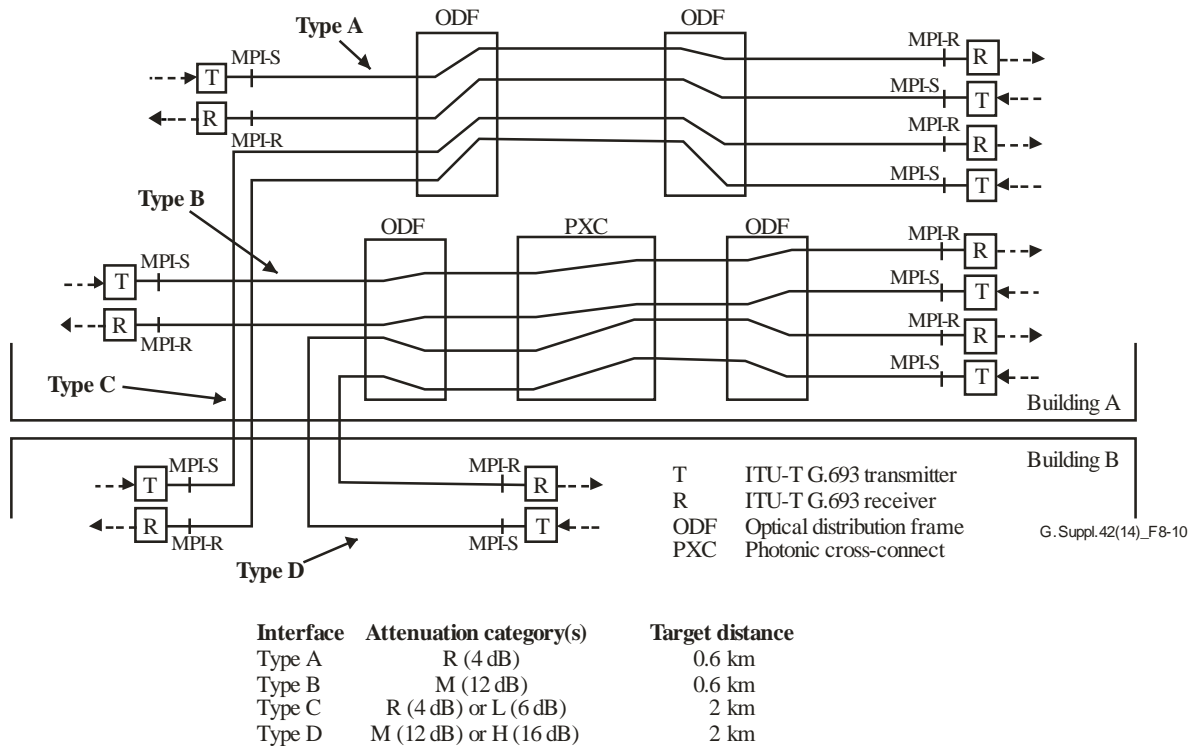 ODF ODF
Type A
MPI-S MPI-R
T R
MPI-S
R T
MPI-R MPI-R
R
MPI-S
T
Type B
ODF PXC ODF
MPI-S MPI-R
T R
MPI-S
R T
MPI-R MPI-R
R
MPI-S
T
Type C
Building A
Building B
MPI-S MPI-R
T R
R T
MPI-R MPI-S
Type D
T ITU-T G.693 transmitter
R ITU-T G.693 receiver
ODF Optical distribution frame
PXC Photonic cross-connect
G.Suppl.42(14)_F8-10
Interface Attenuation category(s) Target distance
Type A R (4 dB) 0.6 km
Type B M (12 dB) 0.6 km
Type C R (4 dB) or L (6 dB) 2 km
Type D M (12 dB) or H (16 dB) 2 km